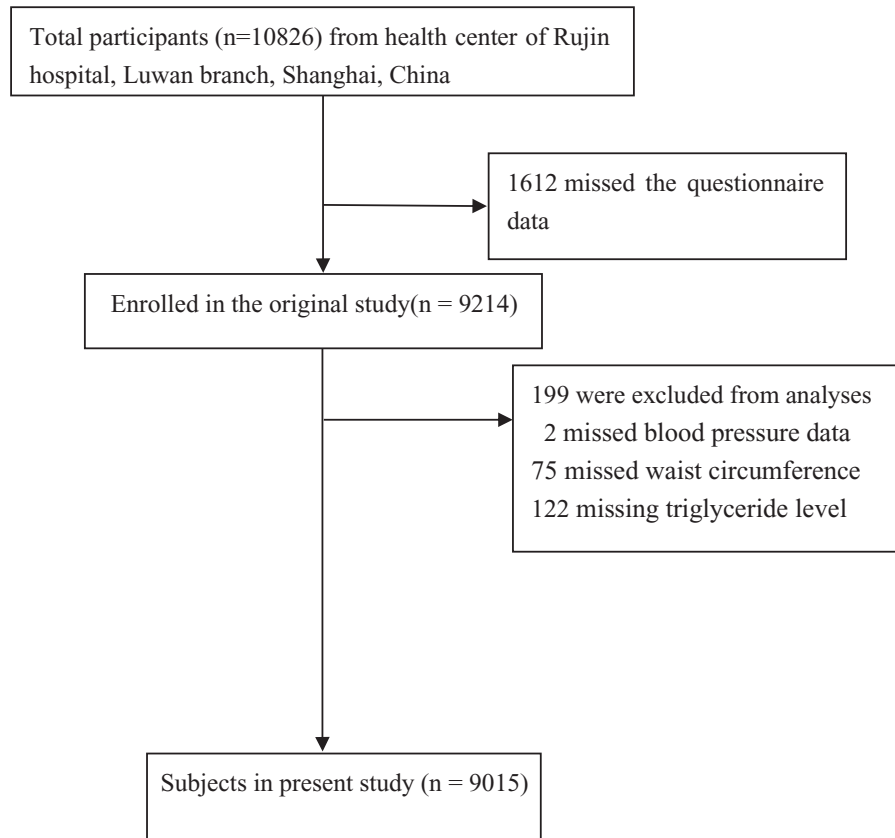 Total participants (n=10826) from health center of Rujin
hospital, Luwan branch, Shanghai, China
1612 missed the questionnaire
data
Enrolled in the original study(n = 9214)
199 were excluded from analyses
2 missed blood pressure data
75 missed waist circumference
122 missing triglyceride level
Subjects in present study (n = 9015)